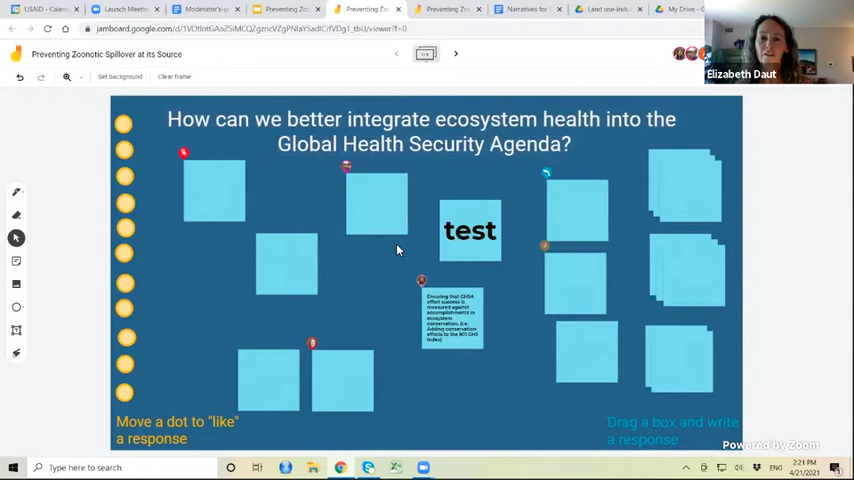 USAID - Calend
Launch Meeti
Moderator's-g
Preventing Zo
Preventing Zo
Preventing Zo
Narratives for
Land use-indu
My Drive - G
jamboard.google.com/d/
/viewer?f=0
Preventing Zoonotic Spillover at its Source
Set background
Clear frame
Elizabeth Daut
How can we better integrate ecosystem health into the
Global Health Security Agenda?
test
Ensuring that GHSA
effort success is
measured against
accomplishments in
ecosystem
conservation. (i.e.
Adding conservation
efforts to the NTI GHS
Index)
Move a dot to "like"
a response
Drag a box and write
a response
Powered by Zoom
Type here to search
ENG
2:21 PM
4/21/2021